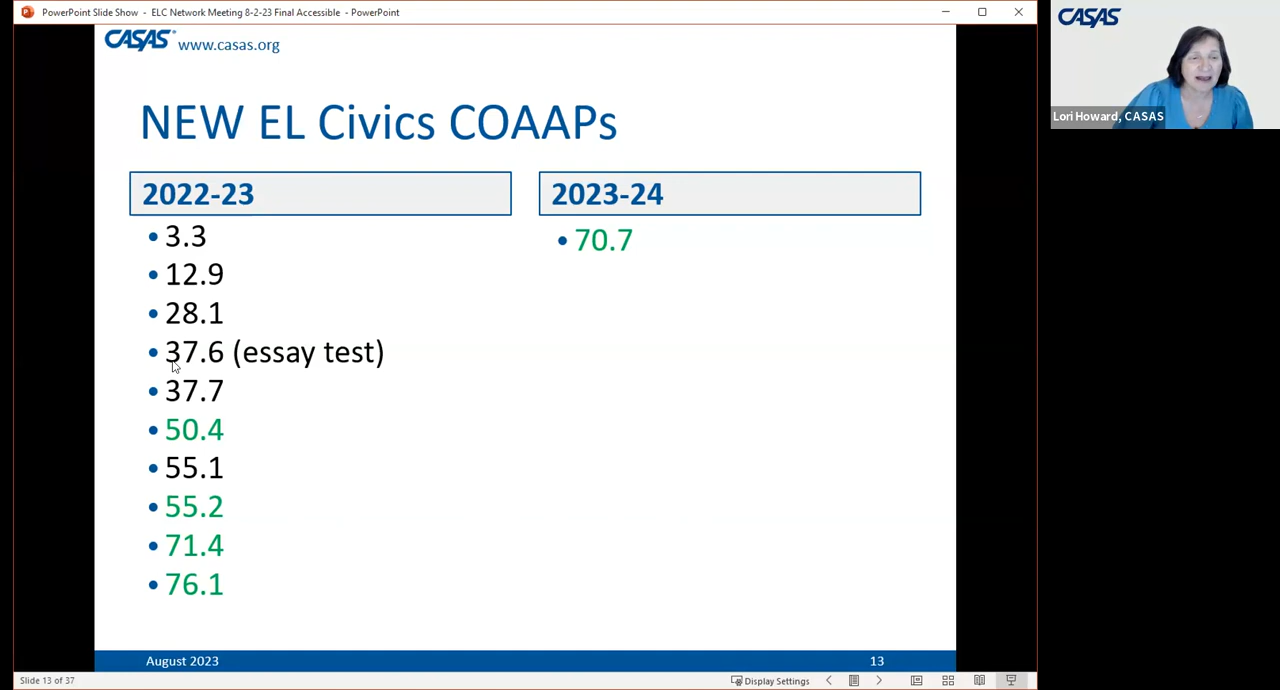 PowerPoint Slide Show - ELC Network Meeting 8-2-23 Final Accessible - PowerPoint
CASAS® www.casas.org
NEW EL Civics COAAPs
2022-23
• 3.3
• 12.9
• 28.1
• 37.6 (essay test)
• 37.7
• 50.4
• 55.1
• 55.2
• 71.4
• 76.1
2023-24
• 70.7
August 2023
13
Slide 13 of 37
Display Settings
CASAS
Lori Howard, CASAS